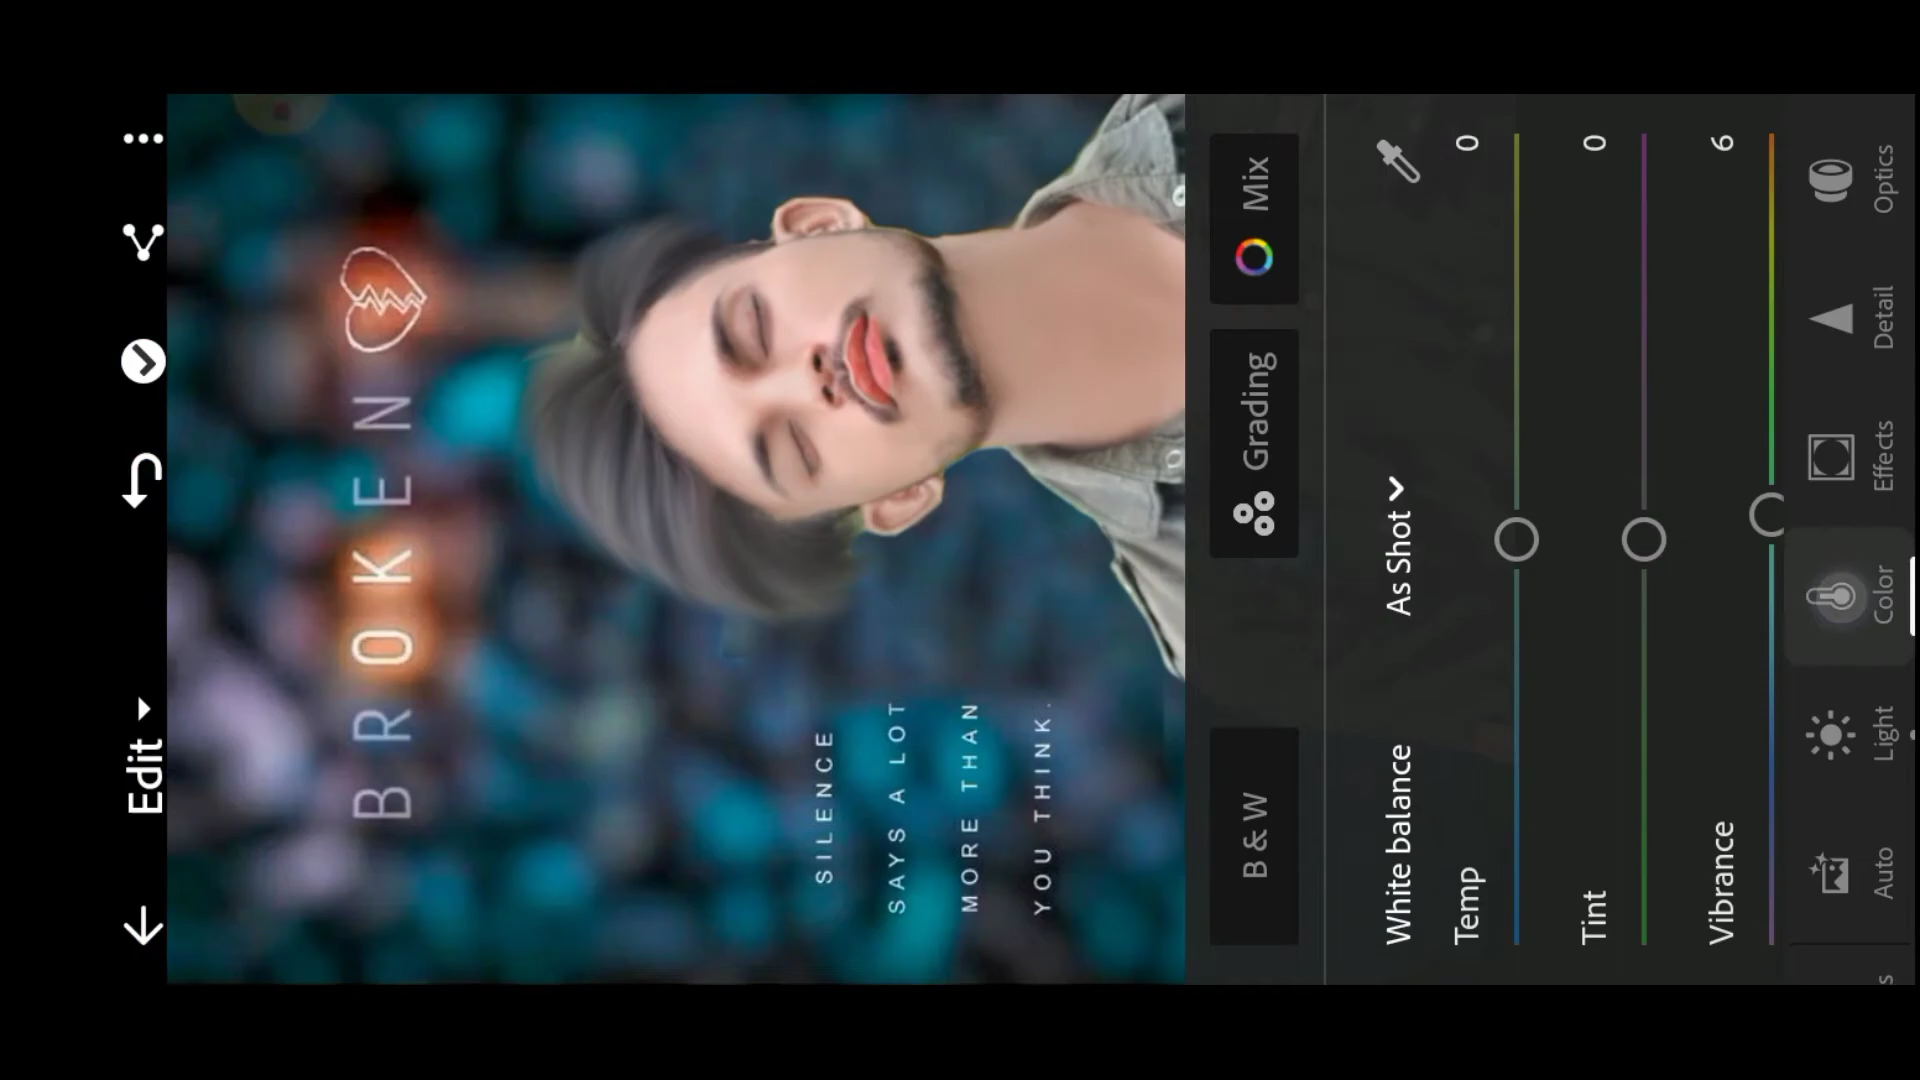 Edit
BROKEN
SILENCE
SAYS A LOT
MORE THAN
YOU THINK.
B & W
Grading
Mix
White balance
As Shot
Temp
0
Tint
0
Vibrance
6
s
Auto
Light
Color
Effects
Detail
Optics